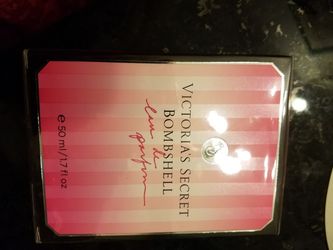 VICTORIA'S SECRET
BOMBSHELL
eau de
parfum
e 50 ml/1.7 fl oz